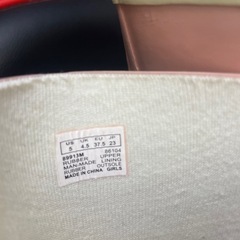 US UK EU JP
5 4.5 37.5 23
89913M 86104
RUBBER UPPER
MAN-MADE LINING
RUBBER OUTSOLE
MADE IN CHINA GIRLS